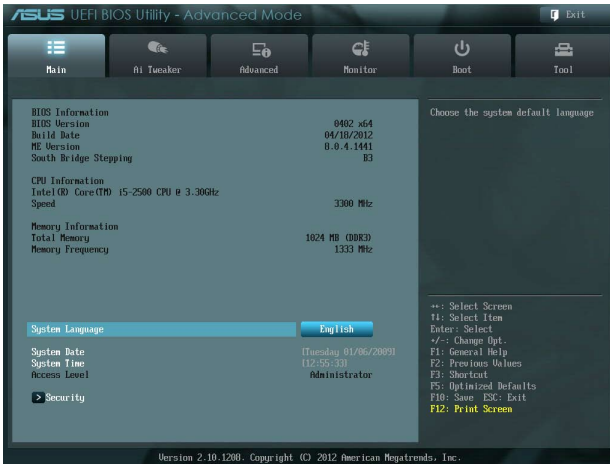 ASUS UEFI BIOS Utility - Advanced Mode
Exit
Main
Ai Tweaker
Advanced
Monitor
Boot
Tool
BIOS Information
BIOS Version 0402 x64
Build Date 04/18/2012
ME Version 8.0.4.1441
South Bridge Stepping B3
CPU Information
Intel(R) Core(TM) i5-2500 CPU @ 3.30GHz
Speed 3300 MHz
Memory Information
Total Memory 1024 MB (DDR3)
Memory Frequency 1333 MHz
System Language English
System Date [Tuesday 01/06/2009]
System Time [12:55:33]
Access Level Administrator
> Security
Choose the system default language
→←: Select Screen
↑↓: Select Item
Enter: Select
+/-: Change Opt.
F1: General Help
F2: Previous Values
F3: Shortcut
F5: Optimized Defaults
F10: Save ESC: Exit
F12: Print Screen
Version 2.10.1208. Copyright (C) 2012 American Megatrends, Inc.